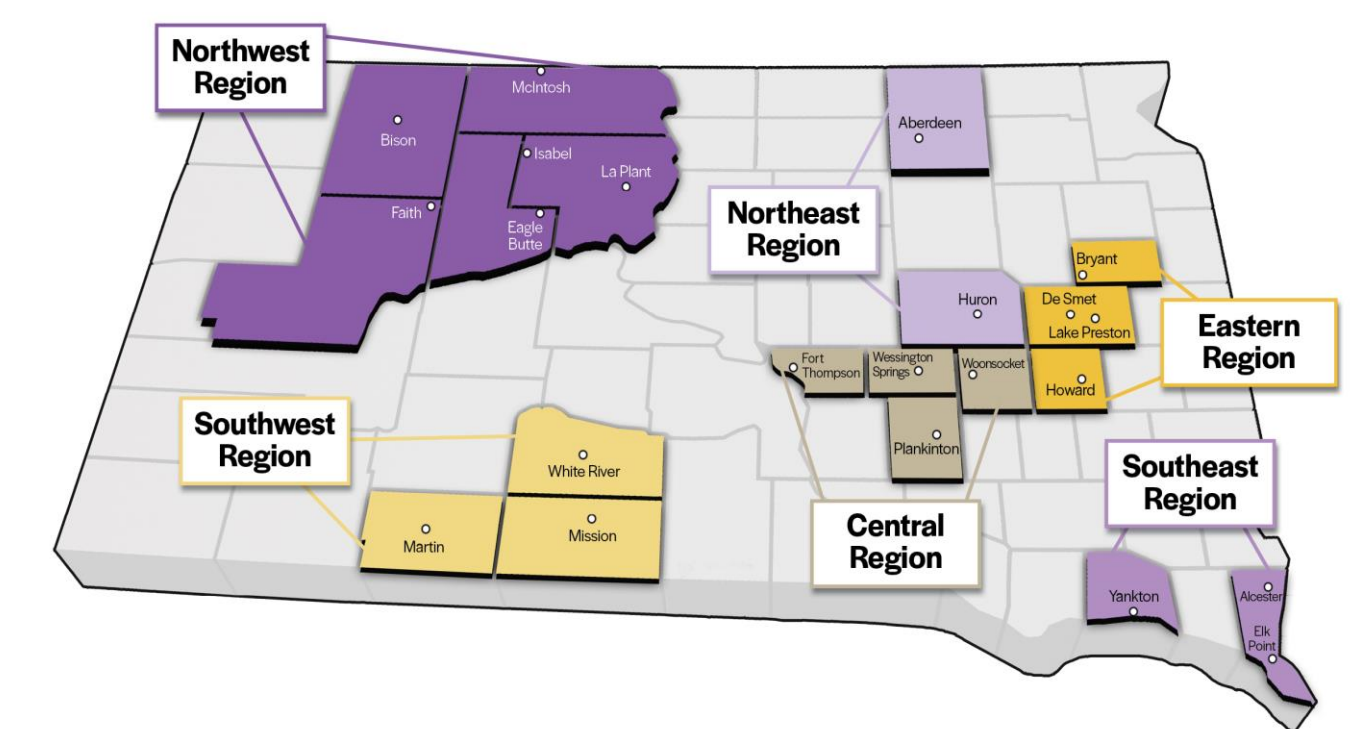 Northwest
Region
McIntosh
Bison
Isabel
La Plant
Faith
Eagle
Butte
Aberdeen
Northeast
Region
Huron
Bryant
De Smet
Lake Preston
Howard
Eastern
Region
Fort
Thompson
Wessington
Springs
Woonsocket
Plankinton
Central
Region
Southwest
Region
White River
Martin
Mission
Southeast
Region
Yankton
Alcester
Elk
Point